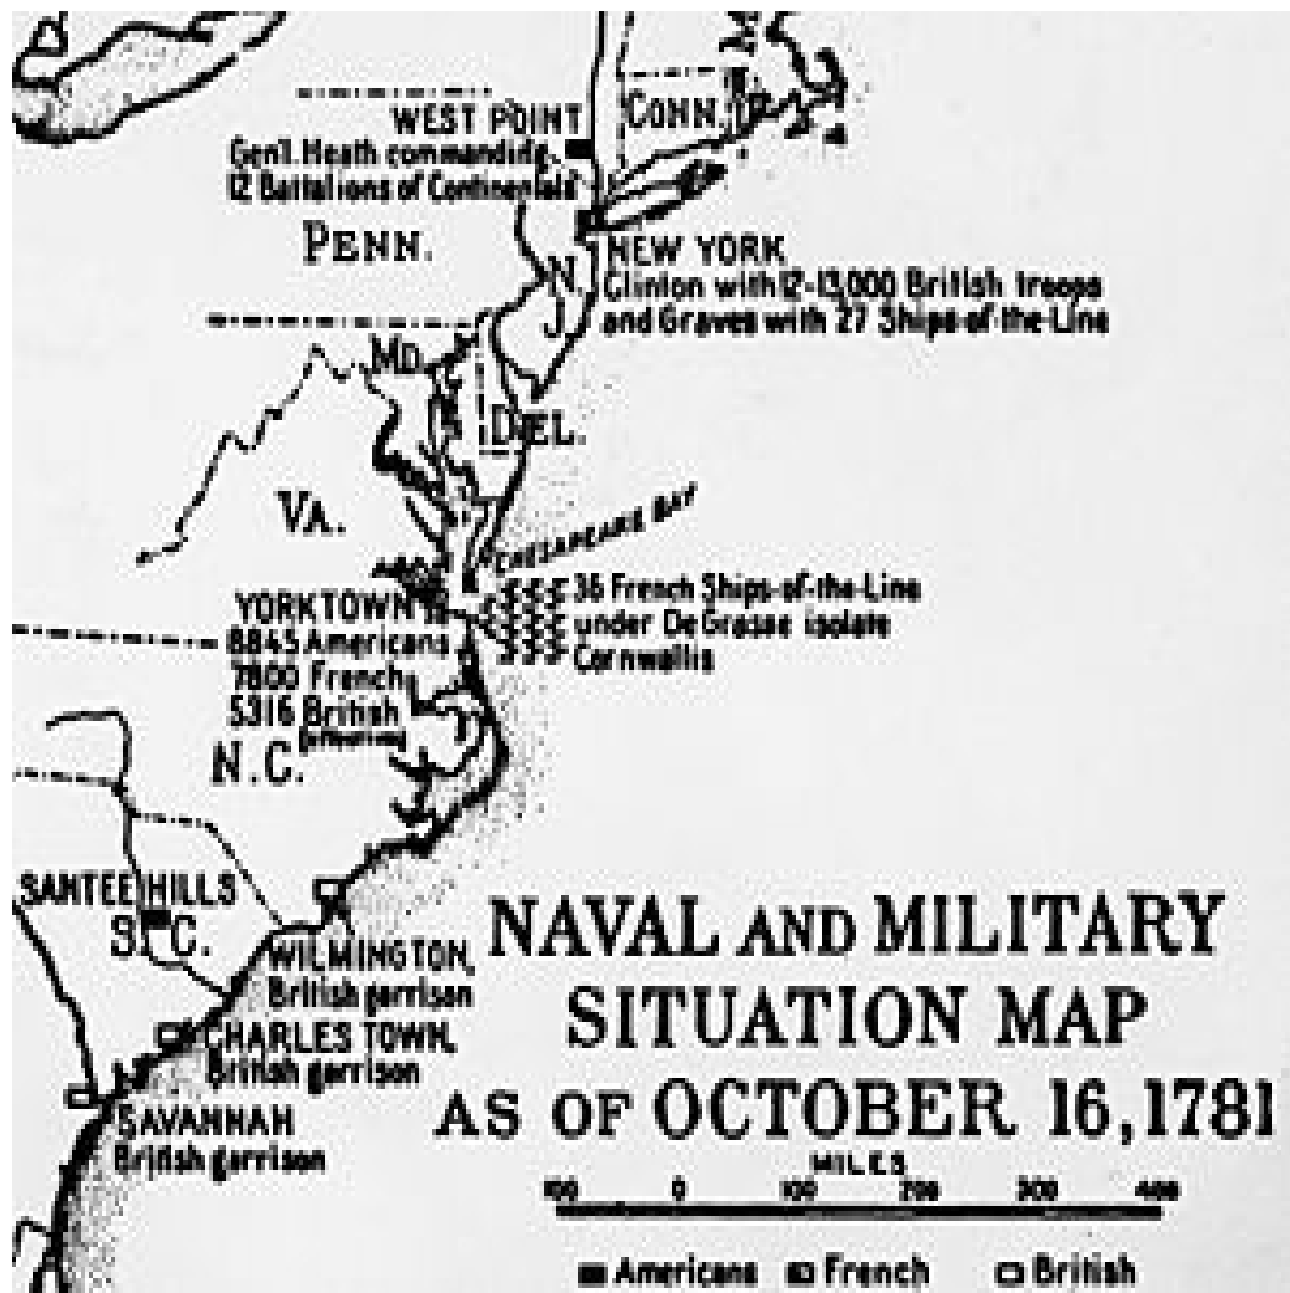 WEST POINT
Gen'l. Heath commanding
12 Battalions of Continentals
CONN.
PENN.
NEW YORK
Clinton with 12-13,000 British troops
and Graves with 27 Ships-of-the-Line
N.
J.
MD.
DEL.
VA.
CHESAPEAKE BAY
36 French Ships-of-the-Line
under DeGrasse isolate
Cornwallis
YORKTOWN
8845 Americans
7800 French
5316 British
N.C.
SANTEE HILLS
S.C.
WILMINGTON,
British garrison
CHARLES TOWN,
British garrison
SAVANNAH
British garrison
NAVAL AND MILITARY
SITUATION MAP
AS OF OCTOBER 16, 1781
MILES
100 0 100 200 300 400
Americans French British